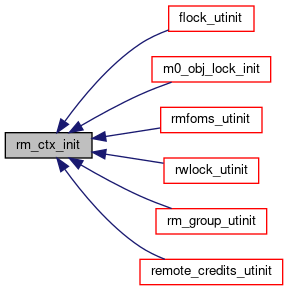 flock_utinit
m0_obj_lock_init
rmfoms_utinit
rm_ctx_init
rwlock_utinit
rm_group_utinit
remote_credits_utinit